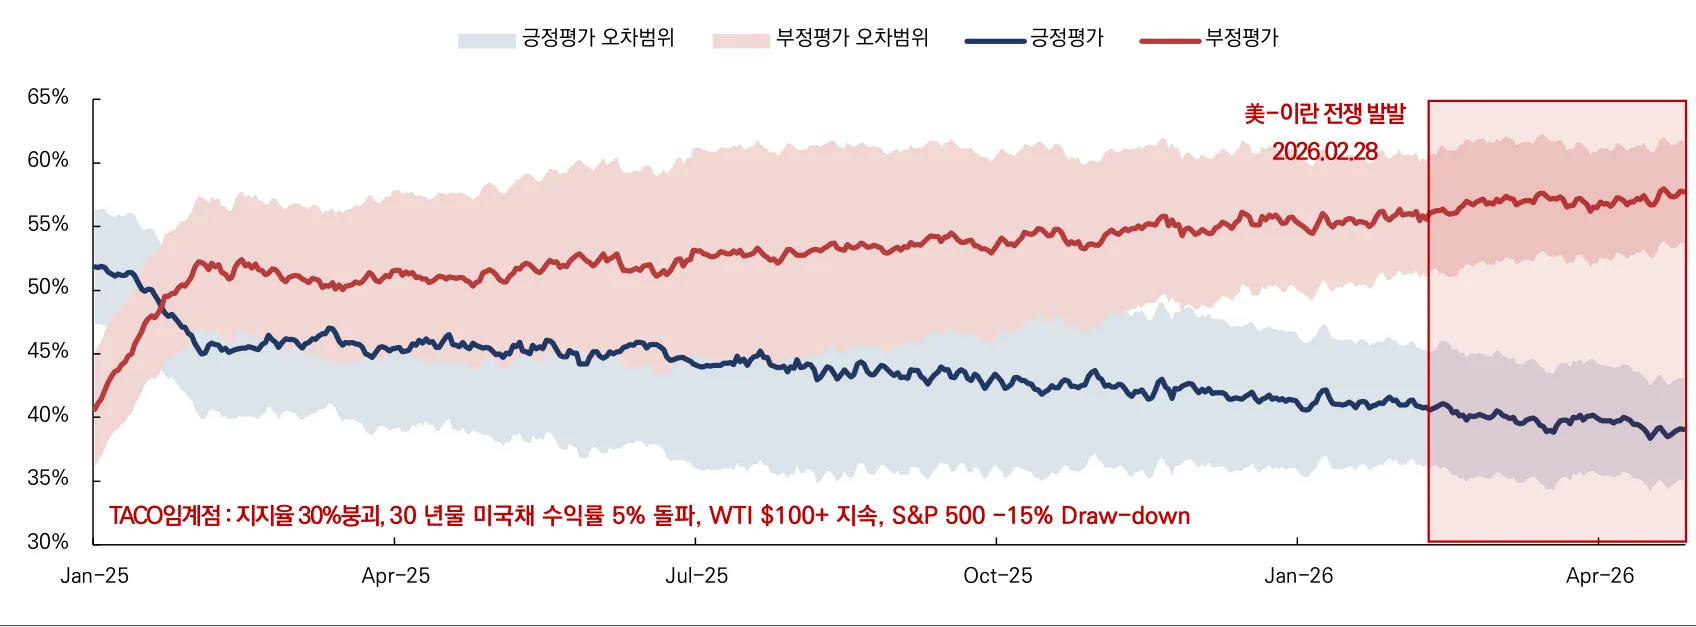 긍정평가 오차범위 부정평가 오차범위 긍정평가 부정평가
65%
美-이란 전쟁 발발
60%
2026.02.28
55%
50%
45%
40%
35%
TACO임계점 : 지지율 30%붕괴, 30 년물 미국채 수익률 5% 돌파, WTI $100+ 지속, S&P 500 -15% Draw-down
30%
Jan-25 Apr-25 Jul-25 Oct-25 Jan-26 Apr-26